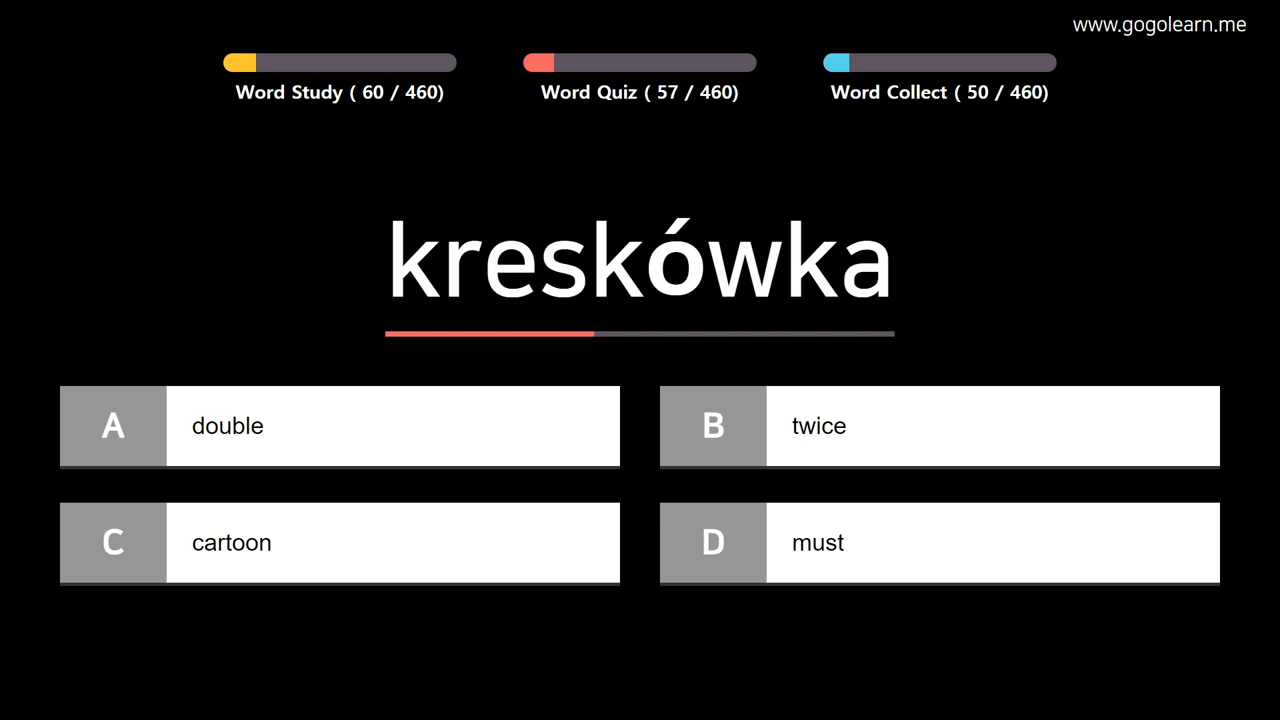 www.gogolearn.me
Word Study ( 60 / 460)
Word Quiz ( 57 / 460)
Word Collect ( 50 / 460)
kreskówka
A double
B twice
C cartoon
D must